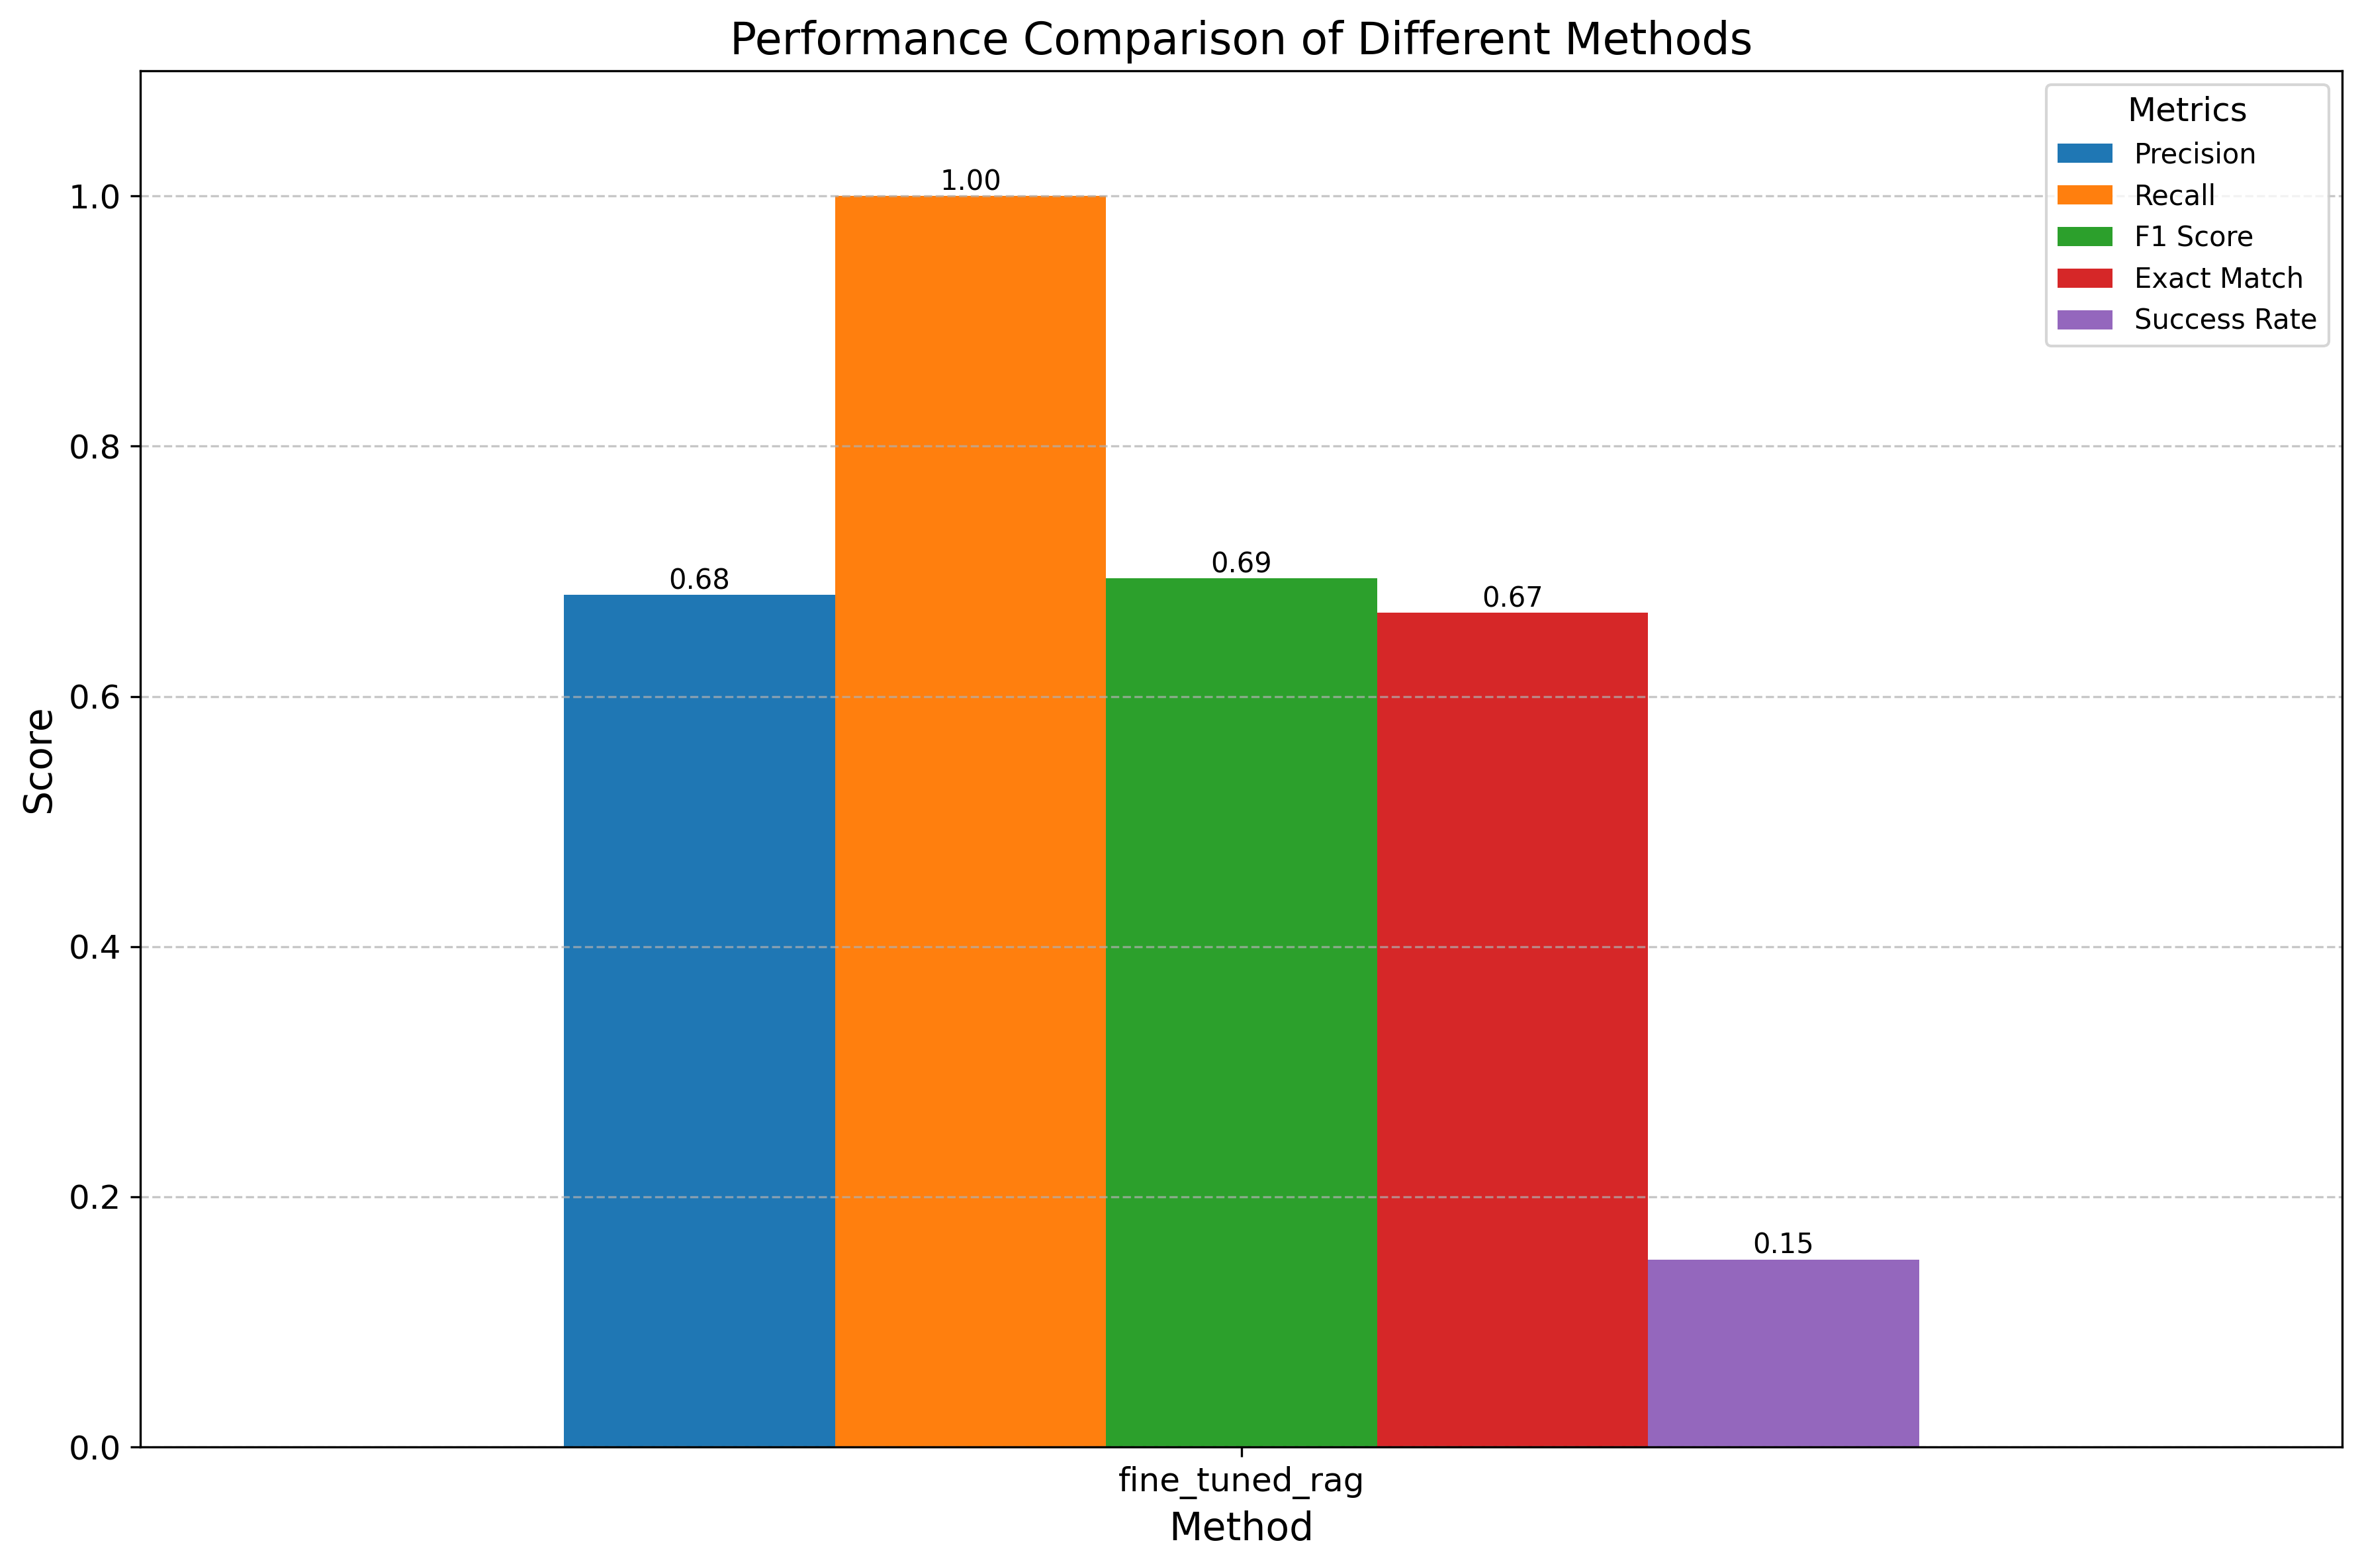 Performance Comparison of Different Methods
Metrics
Precision
Recall
F1 Score
Exact Match
Success Rate
1.00
0.68
0.69
0.67
0.15
1.0
0.8
0.6
0.4
0.2
0.0
Score
fine_tuned_rag
Method